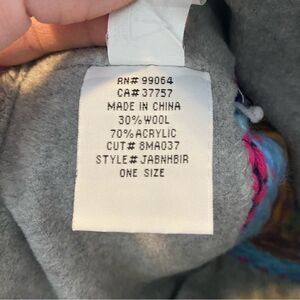 RN# 99064
CA# 37757
MADE IN CHINA
30% WOOL
70% ACRYLIC
CUT# 8MA037
STYLE# JABNHBIR
ONE SIZE